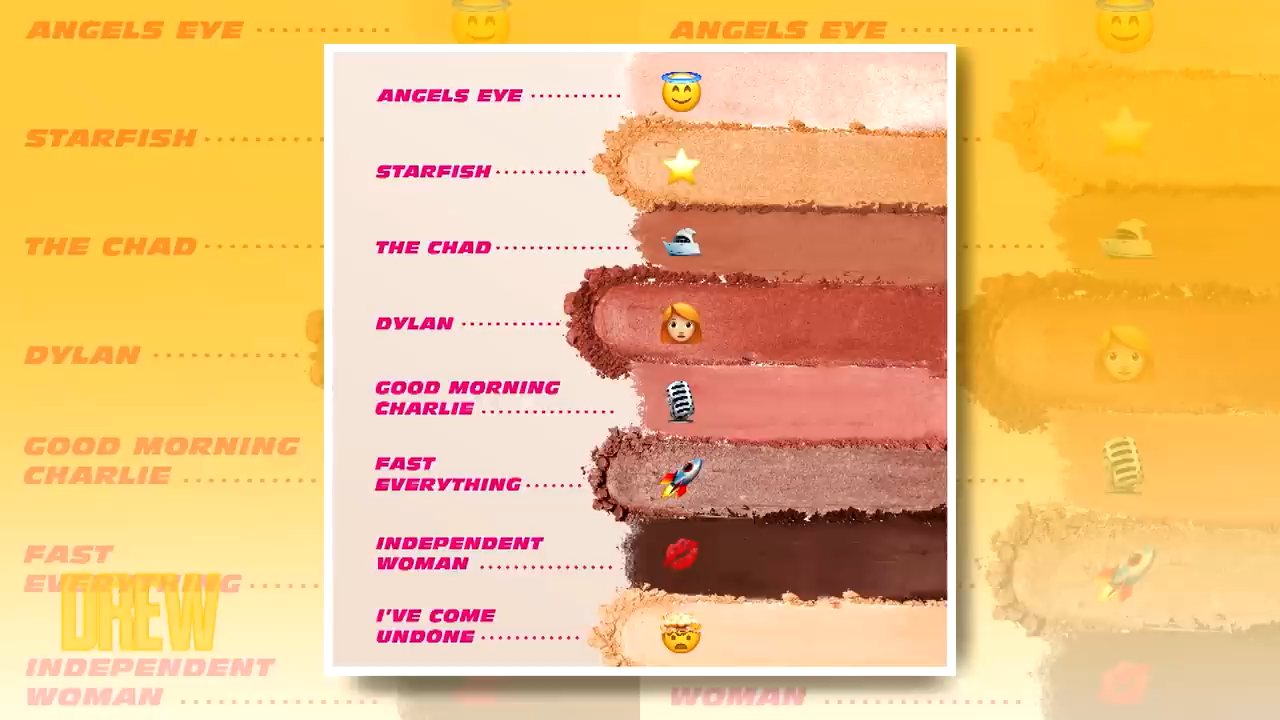 ANGELS EYE
STARFISH
THE CHAD
DYLAN
GOOD MORNING
CHARLIE
FAST
EVERYTHING
INDEPENDENT
WOMAN
I'VE COME
UNDONE
ANGELS EYE
STARFISH
THE CHAD
DYLAN
GOOD MORNING
CHARLIE
FAST
EVERYTHING
DREW
INDEPENDENT
WOMAN
ANGELS EYE
WOMAN